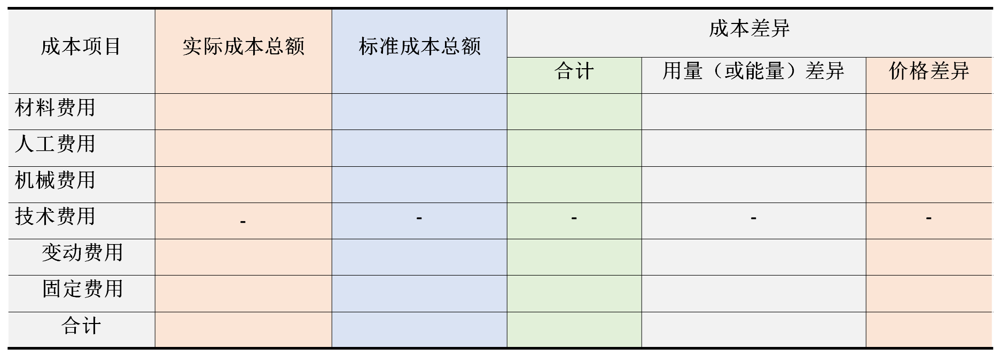 成本项目
实际成本总额
标准成本总额
成本差异
合计
用量（或能量）差异
价格差异
材料费用
人工费用
机械费用
技术费用 - - - - -
变动费用
固定费用
合计